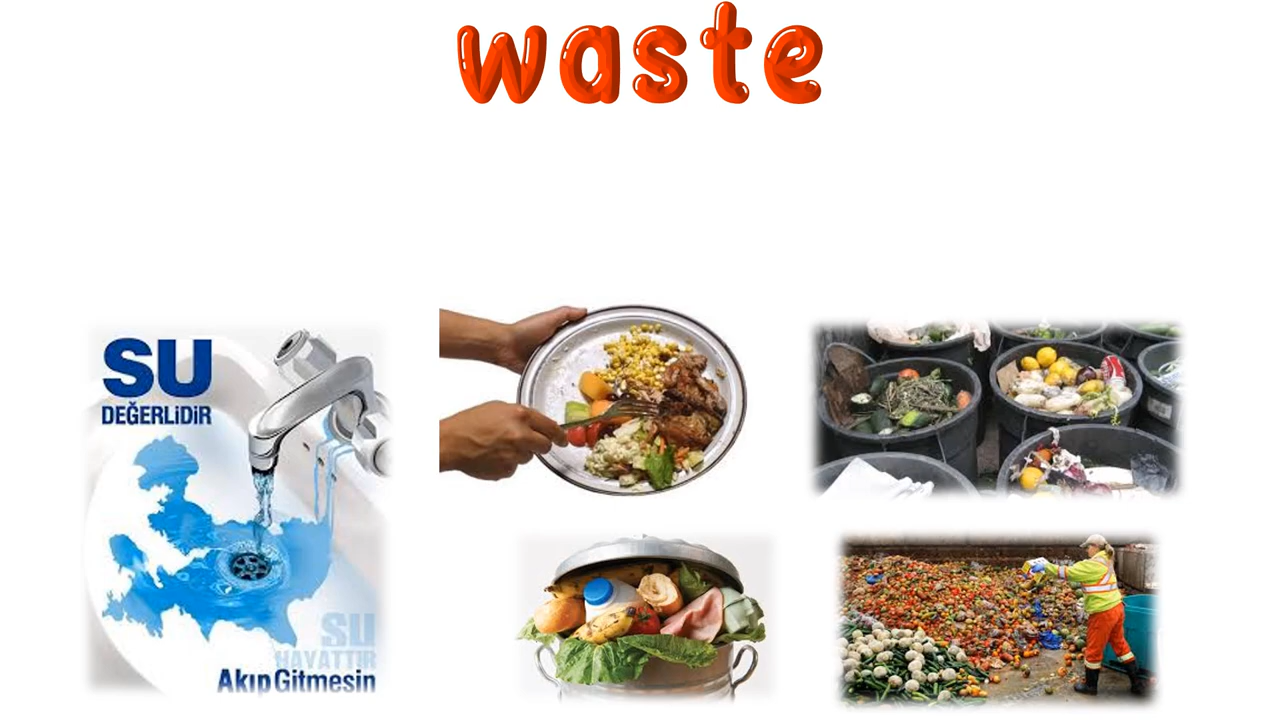 waste
SU
DEĞERLİDİR
SU
HAYATTIR
Akıp Gitmesin